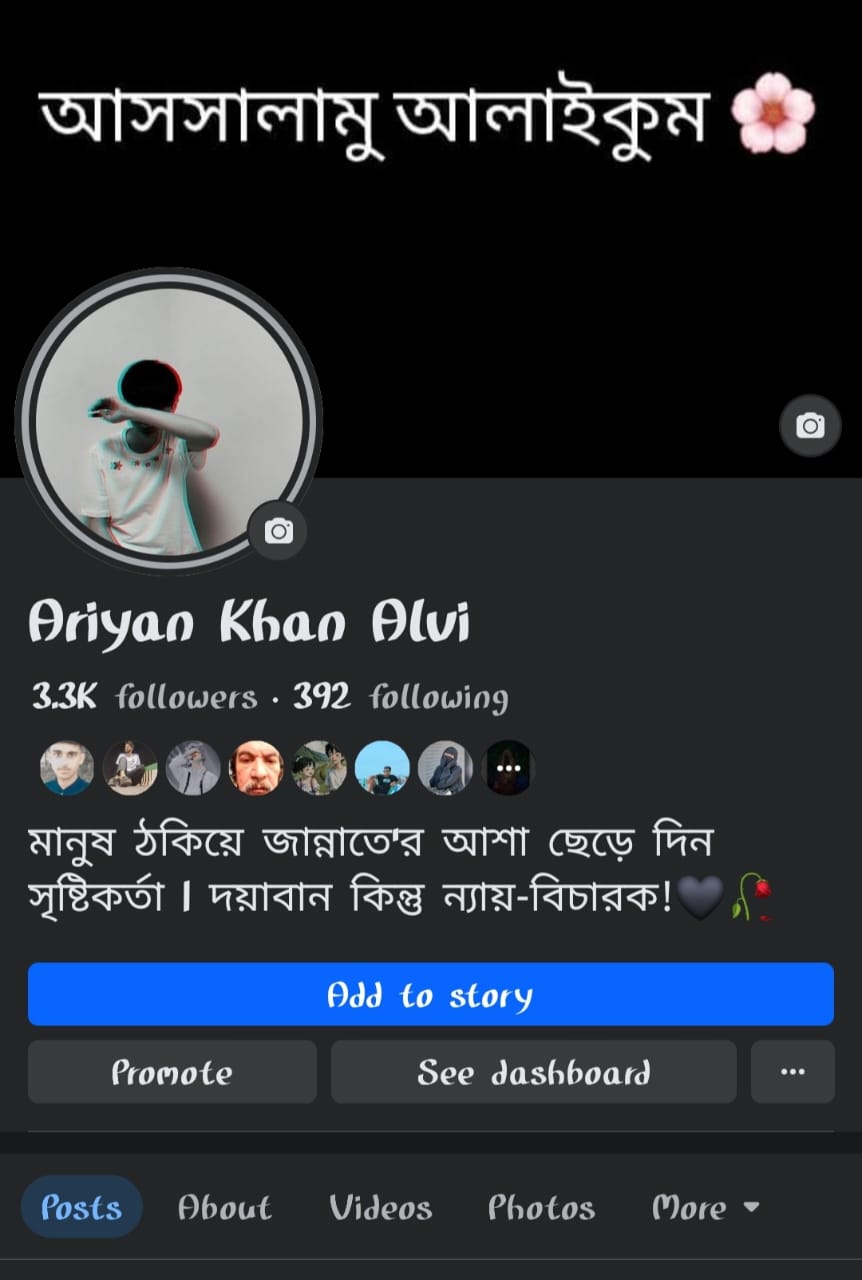 আসসালামু আলাইকুম 🌸
Ariyan Khan Alvi
3.3K followers · 392 following
মানুষ ঠকিয়ে জান্নাতে'র আশা ছেড়ে দিন
সৃষ্টিকর্তা | দয়াবান কিন্তু ন্যায়-বিচারক!🖤🥀
Add to story
Promote See dashboard ...
Posts About Videos Photos More